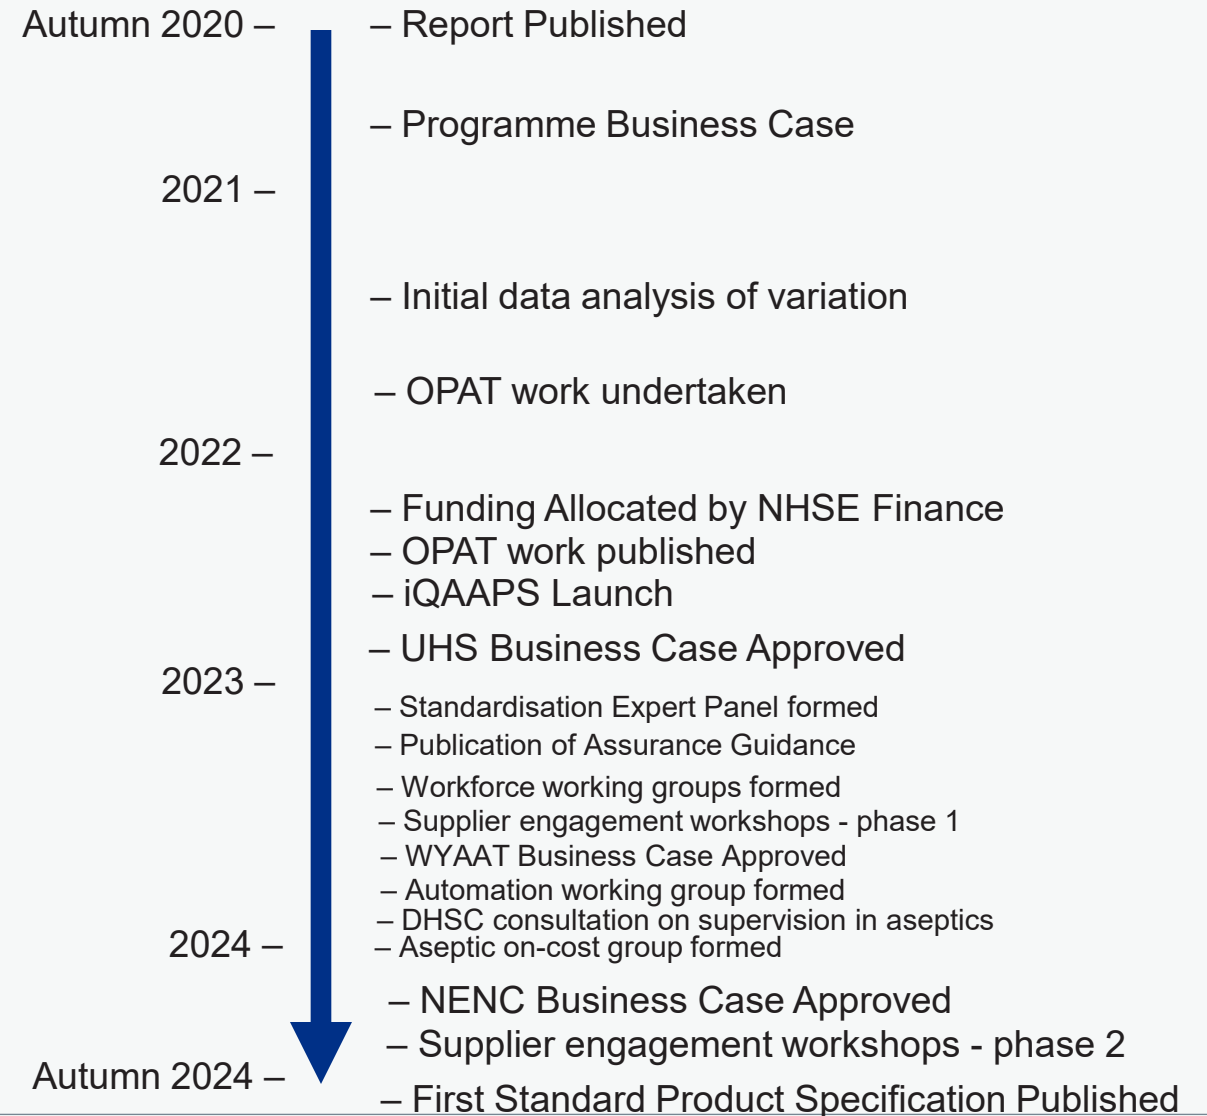 Autumn 2020 – – Report Published
– Programme Business Case
2021 –
– Initial data analysis of variation
– OPAT work undertaken
2022 –
– Funding Allocated by NHSE Finance
– OPAT work published
– iQAAPS Launch
– UHS Business Case Approved
2023 –
– Standardisation Expert Panel formed
– Publication of Assurance Guidance
– Workforce working groups formed
– Supplier engagement workshops - phase 1
– WYAAT Business Case Approved
– Automation working group formed
– DHSC consultation on supervision in aseptics
2024 – – Aseptic on-cost group formed
– NENC Business Case Approved
– Supplier engagement workshops - phase 2
Autumn 2024 –
– First Standard Product Specification Published